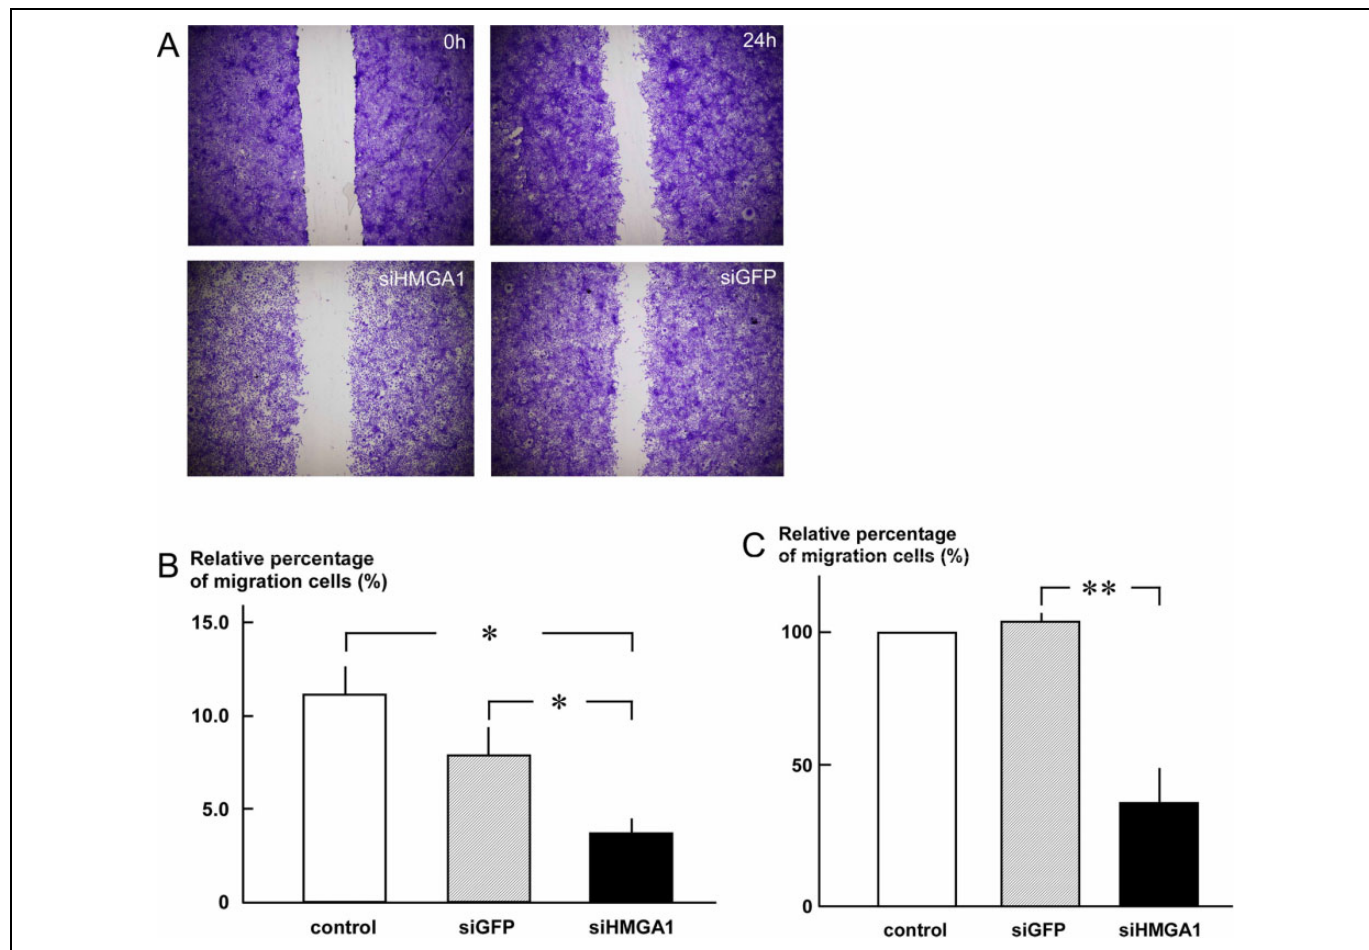 A
0h
24h
siHMGA1
siGFP
B
Relative percentage
of migration cells (%)
15.0
10.0
5.0
0
*
*
control
siGFP
siHMGA1
C
Relative percentage
of migration cells (%)
100
50
0
**
control
siGFP
siHMGA1